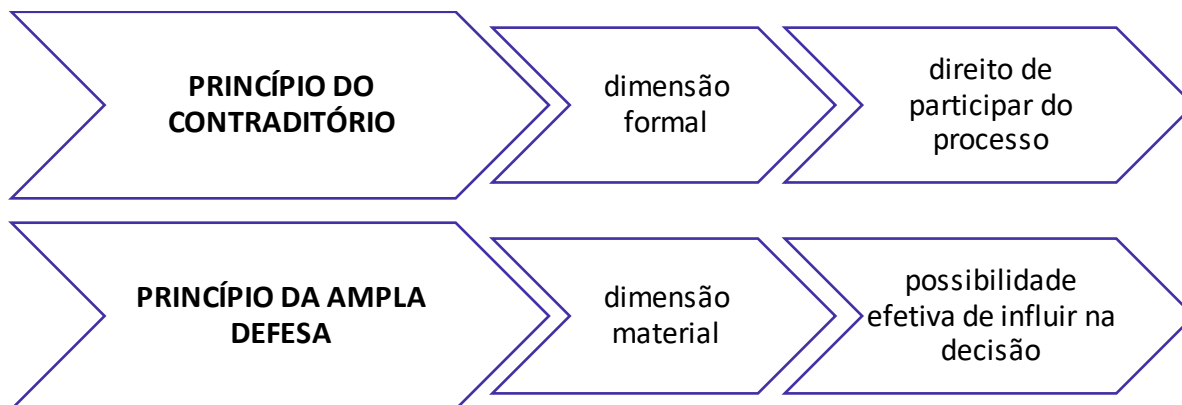 PRINCÍPIO DO
CONTRADITÓRIO
dimensão
formal
direito de
participar do
processo
PRINCÍPIO DA AMPLA
DEFESA
dimensão
material
possibilidade
efetiva de influir na
decisão